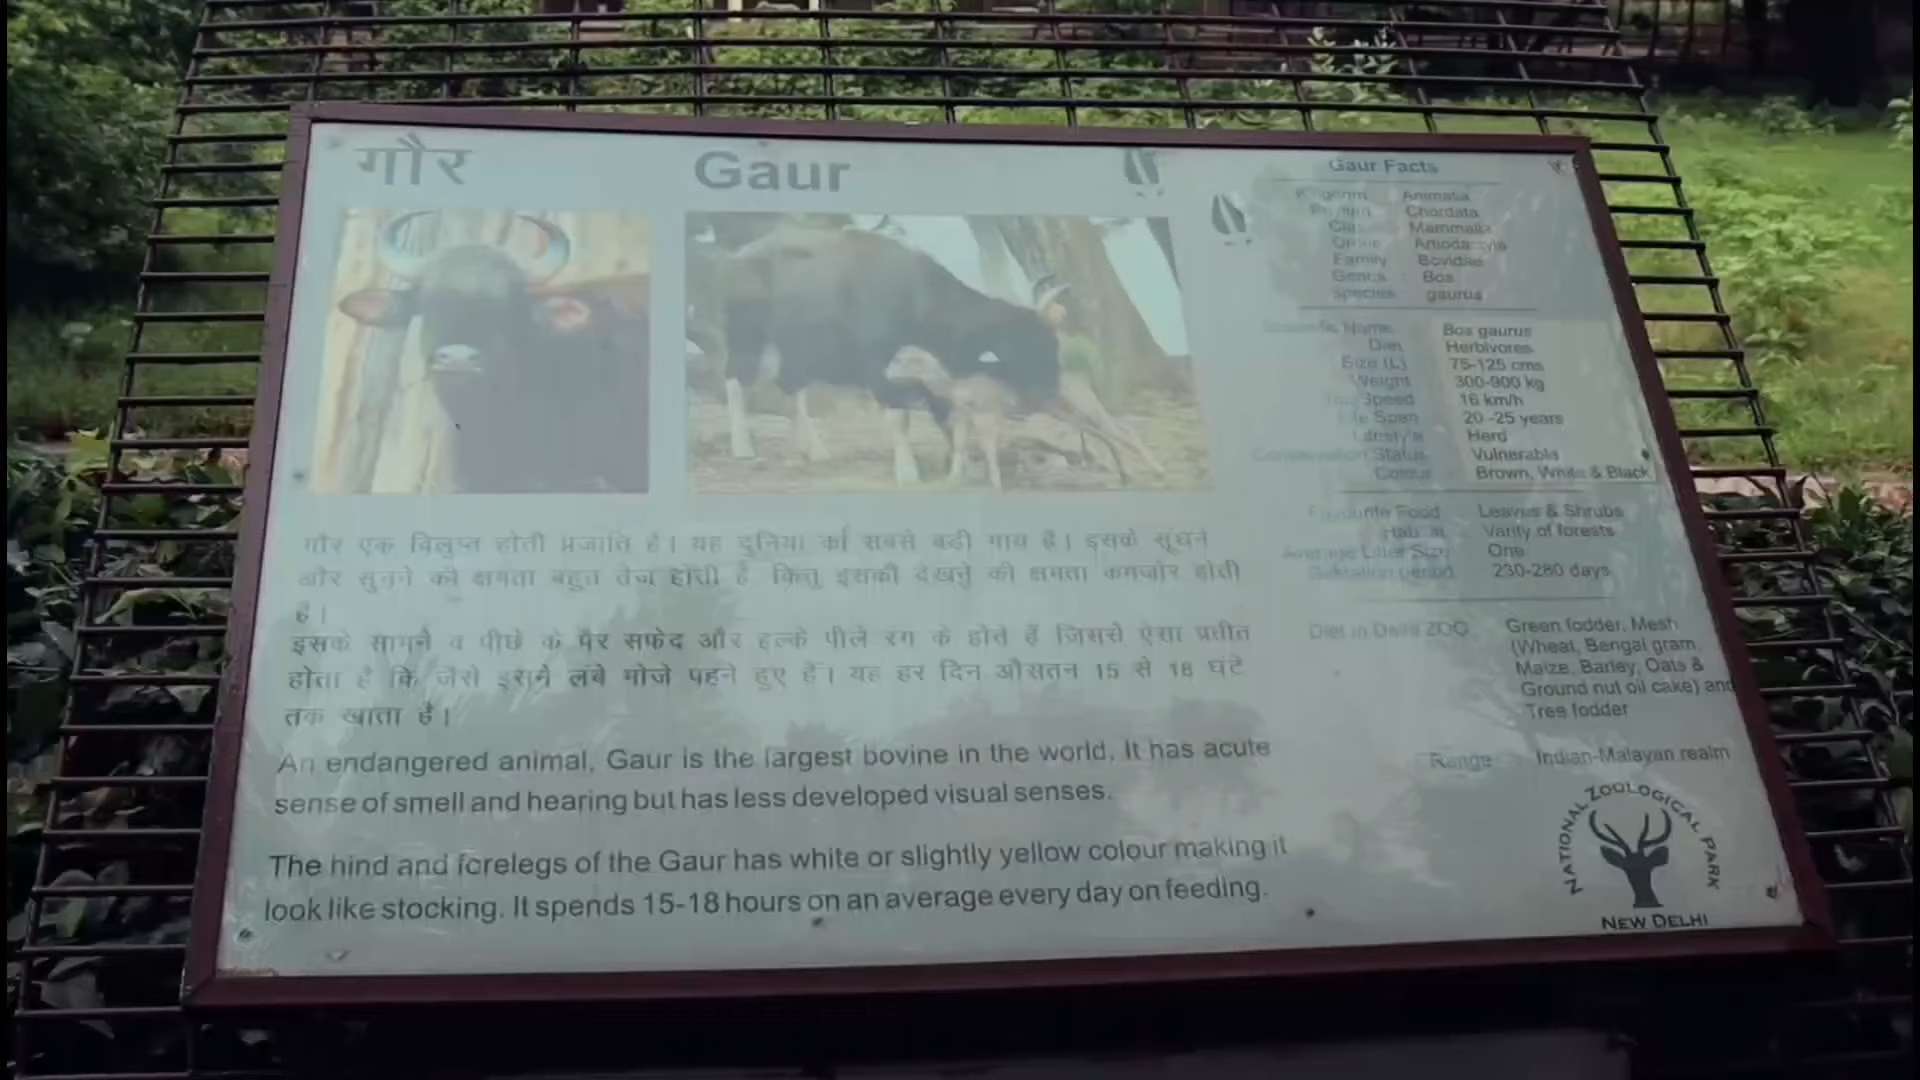 गौर
Gaur
गौर एक विलुप्त होती प्रजाति है। यह दुनिया की सबसे बडी गाय है। इसके सूंघने
और सुनने की क्षमता बहुत तेज होती है, किंतु इसकी देखने की क्षमता कमजोर होती
है।
इसके सामने व पीछे के पैर सफेद और हल्के पीले रंग के होते हैं जिससे ऐसा प्रतीत
होता है कि जैसे इसने लंबे मोजे पहने हुए हैं। यह हर दिन औसतन 15 से 18 घंटे
तक खाता है।
An endangered animal, Gaur is the largest bovine in the world. It has acute
sense of smell and hearing but has less developed visual senses.
The hind and forelegs of the Gaur has white or slightly yellow colour making it
look like stocking. It spends 15-18 hours on an average every day on feeding.
Gaur Facts
Kingdom Animalia
Phylum Chordata
Class Mammalia
Order
Family Bovidae
Genus Bos
Species gaurus
Scientific Name Bos gaurus
Diet Herbivores
Size (L) 75-125 cms
Weight 300-900 kg
Top Speed 16 km/h
Life Span 20 -25 years
Lifestyle Herd
Conservation Status Vulnerable
Colour Brown, White & Black
Favourite Food Leaves & Shrubs
Habitat Varity of forests
Average Litter Size One
Gestation period 230-280 days
Diet in Delhi ZOO Green fodder, Mesh
(Wheat, Bengal gram,
Maize, Barley, Oats &
Ground nut oil cake) and
Tree fodder
Range Indian-Malayan realm
NATIONAL ZOOLOGICAL PARK
NEW DELHI